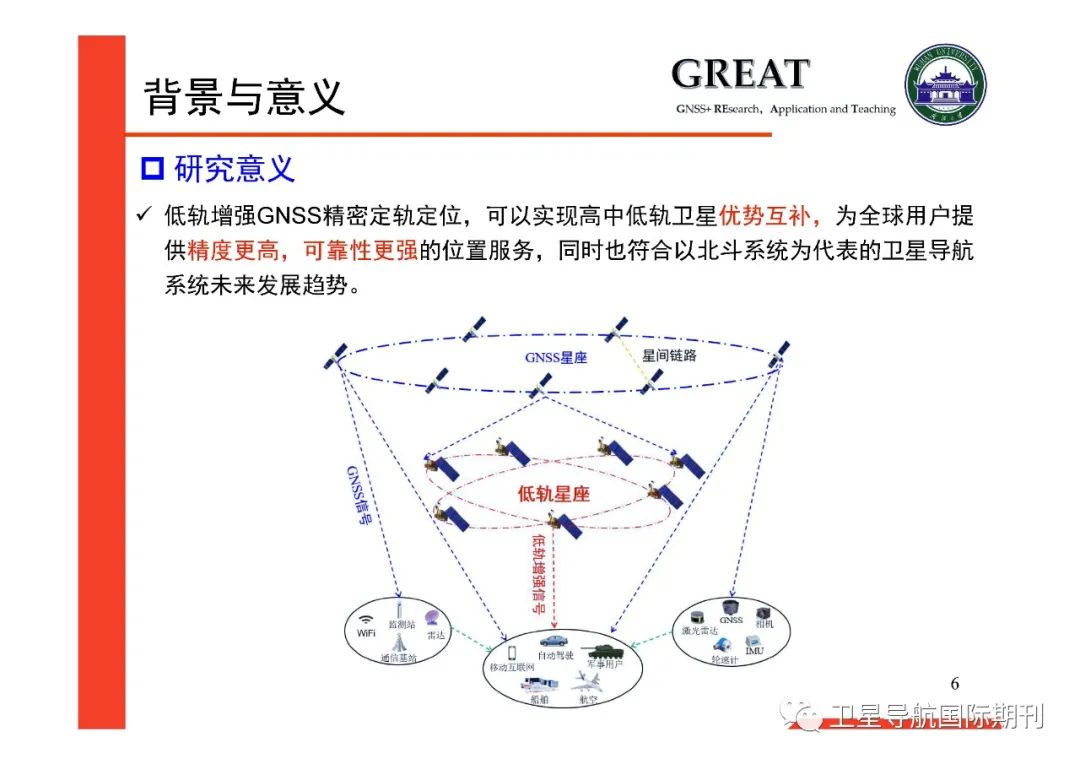 背景与意义
GREAT
GNSS+ REsearch, Application and Teaching
WUHAN UNIVERSITY
研究意义
✓ 低轨增强GNSS精密定轨定位，可以实现高中低轨卫星优势互补，为全球用户提
供精度更高，可靠性更强的位置服务，同时也符合以北斗系统为代表的卫星导航
系统未来发展趋势。
GNSS星座
星间链路
低轨星座
GNSS信号
低轨增强信号
WiFi
监测站
雷达
通信基站
移动互联网
自动驾驶
军事用户
船舶
航空
激光雷达
GNSS
相机
轮速计
IMU
6
卫星导航国际期刊